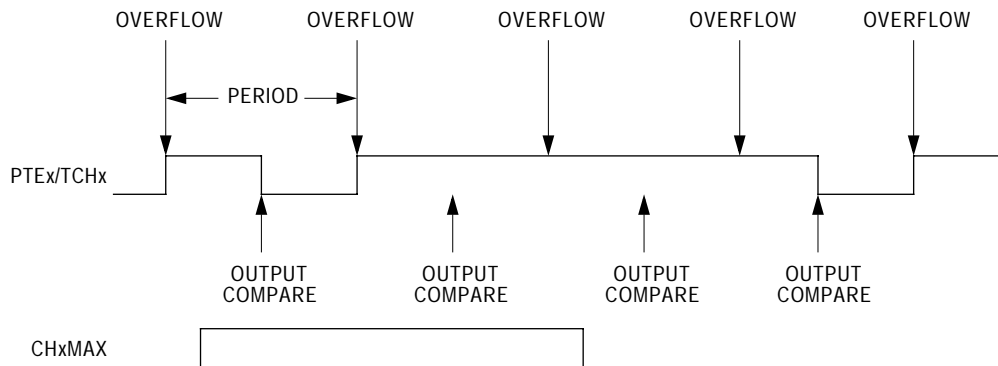 OVERFLOW OVERFLOW OVERFLOW OVERFLOW OVERFLOW
PERIOD
PTEx/TCHx
OUTPUT COMPARE
OUTPUT COMPARE
OUTPUT COMPARE
OUTPUT COMPARE
CHxMAX